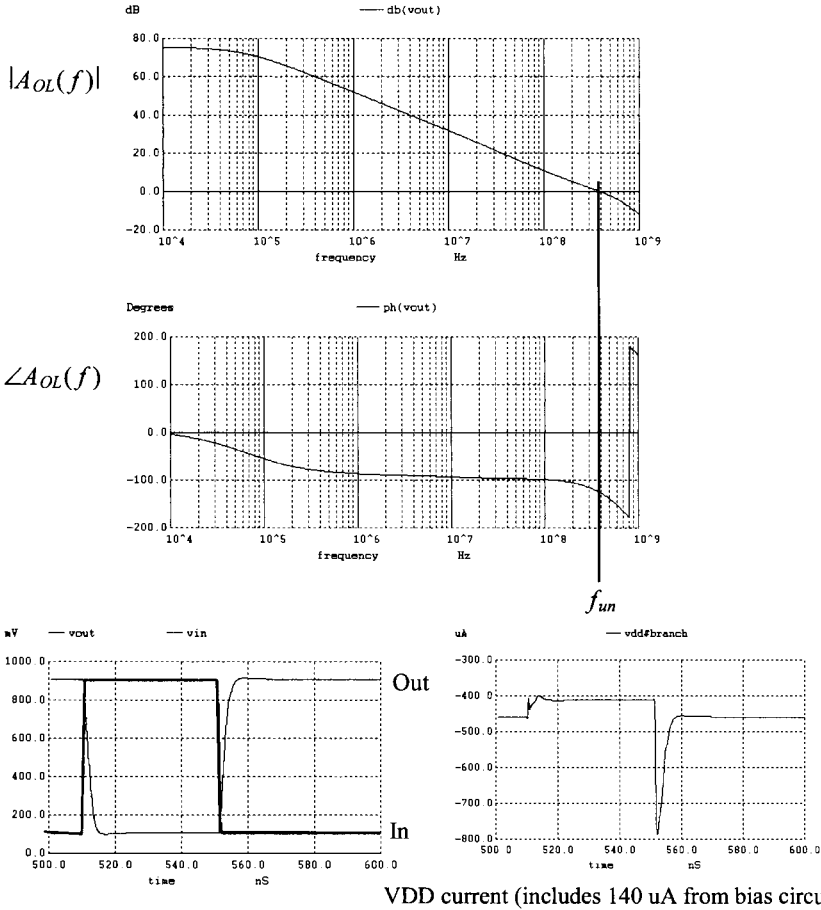 dB
db(vout)
|A_OL(f)|
80.0
60.0
40.0
20.0
0.0
-20.0
10^4
10^5
10^6
10^7
10^8
10^9
frequency
Hz
Degrees
ph(vout)
∠A_OL(f)
200.0
100.0
0.0
-100.0
-200.0
10^4
10^5
10^6
10^7
10^8
10^9
frequency
Hz
f_un
mV
vout
vin
1000.0
800.0
600.0
400.0
200.0
0.0
500.0
520.0
540.0
560.0
580.0
600.0
time
nS
Out
In
uA
vdd#branch
-300.0
-400.0
-500.0
-600.0
-700.0
-800.0
500.0
520.0
540.0
560.0
580.0
600.0
time
nS
VDD current (includes 140 uA from bias circu